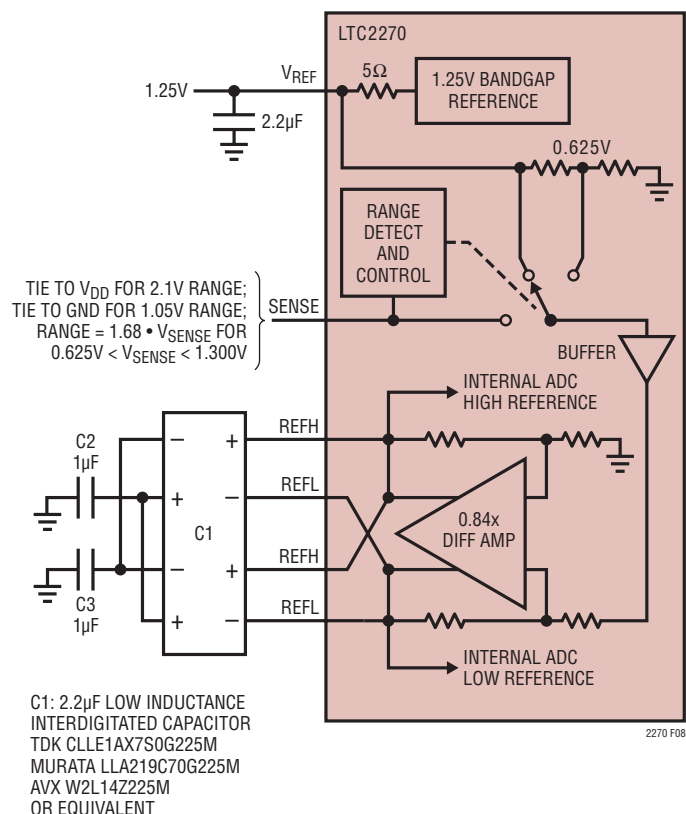 LTC2270
1.25V
VREF
5Ω
1.25V BANDGAP
REFERENCE
2.2µF
0.625V
RANGE
DETECT
AND
CONTROL
TIE TO VDD FOR 2.1V RANGE;
TIE TO GND FOR 1.05V RANGE;
RANGE = 1.68 • VSENSE FOR
0.625V < VSENSE < 1.300V
SENSE
BUFFER
INTERNAL ADC
HIGH REFERENCE
REFH
C2
1µF
– +
REFL
+ –
C1
0.84x
DIFF AMP
REFH
– +
C3
1µF
REFL
+ –
INTERNAL ADC
LOW REFERENCE
C1: 2.2µF LOW INDUCTANCE
INTERDIGITATED CAPACITOR
TDK CLLE1AX7S0G225M
MURATA LLA219C70G225M
AVX W2L14Z225M
OR EQUIVALENT
2270 F08